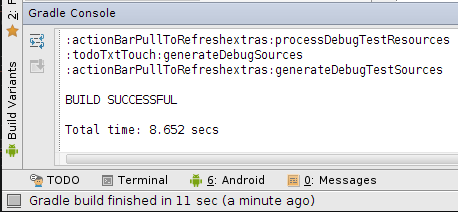 Gradle Console
:actionBarPullToRefreshextras:processDebugTestResources
:todoTxtTouch:generateDebugSources
:actionBarPullToRefreshextras:generateDebugTestSources
BUILD SUCCESSFUL
Total time: 8.652 secs
2:
Build Variants
TODO
Terminal
6: Android
0: Messages
Gradle build finished in 11 sec (a minute ago)